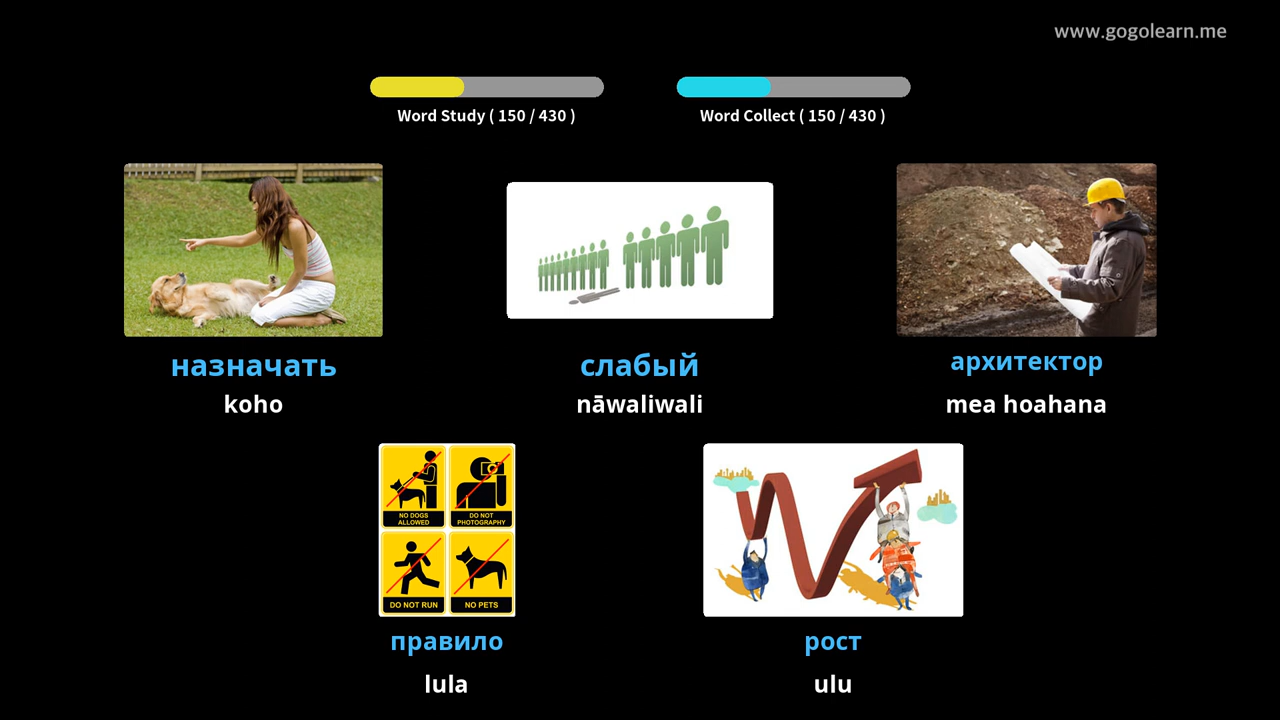 www.gogolearn.me
Word Study ( 150 / 430 )
Word Collect ( 150 / 430 )
назначать
koho
слабый
nāwaliwali
архитектор
mea hoahana
NO DOGS
ALLOWED
DO NOT
PHOTOGRAPHY
DO NOT RUN
NO PETS
правило
lula
рост
ulu